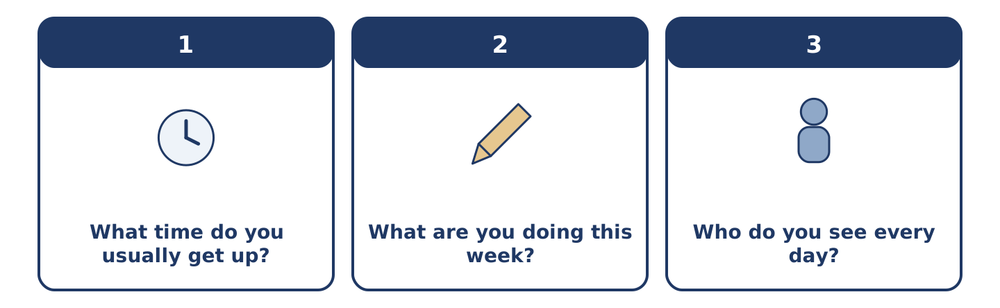 1
What time do you
usually get up?
2
What are you doing this
week?
3
Who do you see every
day?